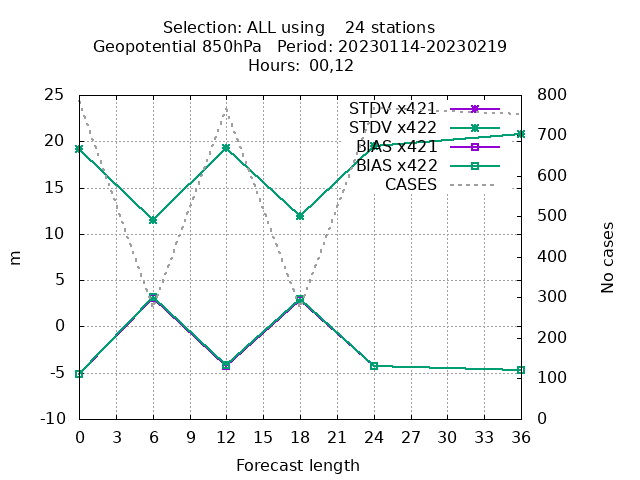 Selection: ALL using    24 stations
Geopotential 850hPa   Period: 20230114-20230219
Hours: 00,12
STDV x421
STDV x422
BIAS x421
BIAS x422
CASES
25
20
15
10
5
0
-5
-10
m
800
700
600
500
400
300
200
100
0
No cases
0 3 6 9 12 15 18 21 24 27 30 33 36
Forecast length